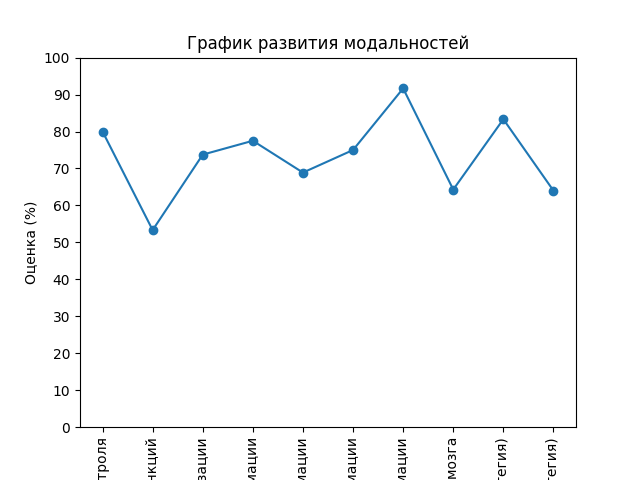 График развития модальностей
Оценка (%)
100
90
80
70
60
50
40
30
20
10
0
троля
нкций
зации
мации
мации
мации
мации
мозга
тегия)
тегия)